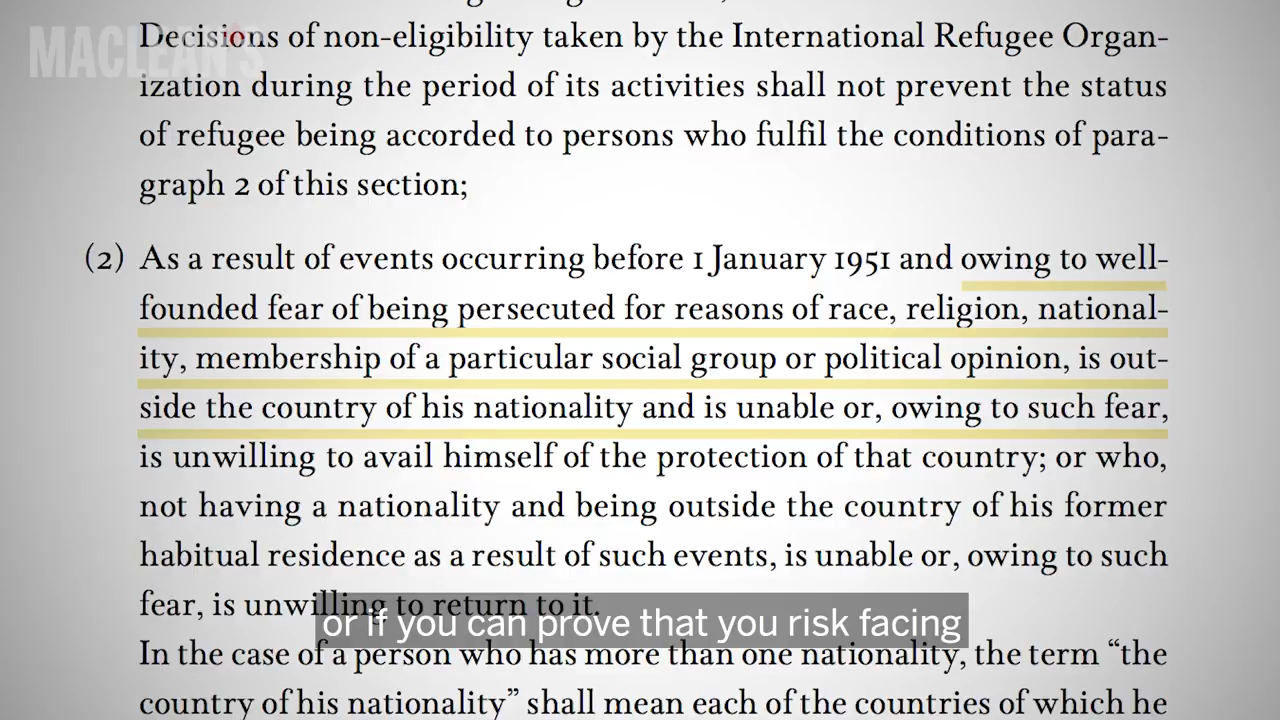 MACLEAN'S
Decisions of non-eligibility taken by the International Refugee Organ-
ization during the period of its activities shall not prevent the status
of refugee being accorded to persons who fulfil the conditions of para-
graph 2 of this section;
(2) As a result of events occurring before 1 January 1951 and owing to well-
founded fear of being persecuted for reasons of race, religion, national-
ity, membership of a particular social group or political opinion, is out-
side the country of his nationality and is unable or, owing to such fear,
is unwilling to avail himself of the protection of that country; or who,
not having a nationality and being outside the country of his former
habitual residence as a result of such events, is unable or, owing to such
fear, is unwilling to return to it.
or if you can prove that you risk facing
In the case of a person who has more than one nationality, the term “the
country of his nationality” shall mean each of the countries of which he